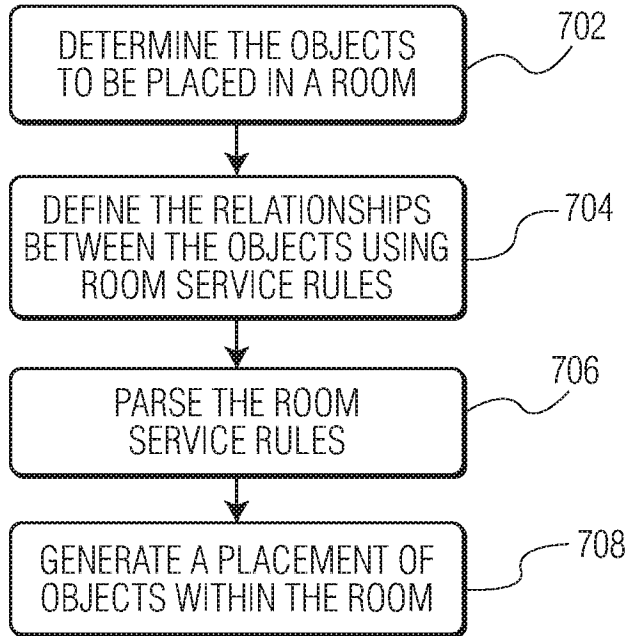 DETERMINE THE OBJECTS
TO BE PLACED IN A ROOM
702
DEFINE THE RELATIONSHIPS
BETWEEN THE OBJECTS USING
ROOM SERVICE RULES
704
PARSE THE ROOM
SERVICE RULES
706
GENERATE A PLACEMENT OF
OBJECTS WITHIN THE ROOM
708